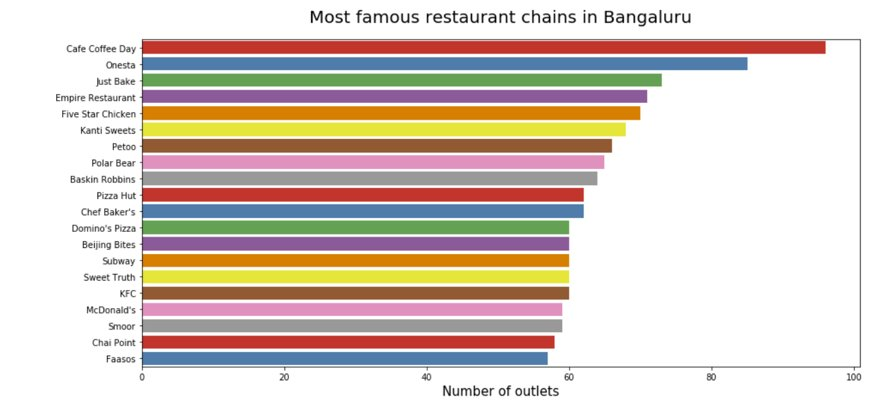 Most famous restaurant chains in Bangaluru
Cafe Coffee Day
Onesta
Just Bake
Empire Restaurant
Five Star Chicken
Kanti Sweets
Petoo
Polar Bear
Baskin Robbins
Pizza Hut
Chef Baker's
Domino's Pizza
Beijing Bites
Subway
Sweet Truth
KFC
McDonald's
Smoor
Chai Point
Faasos
0 20 40 60 80 100
Number of outlets